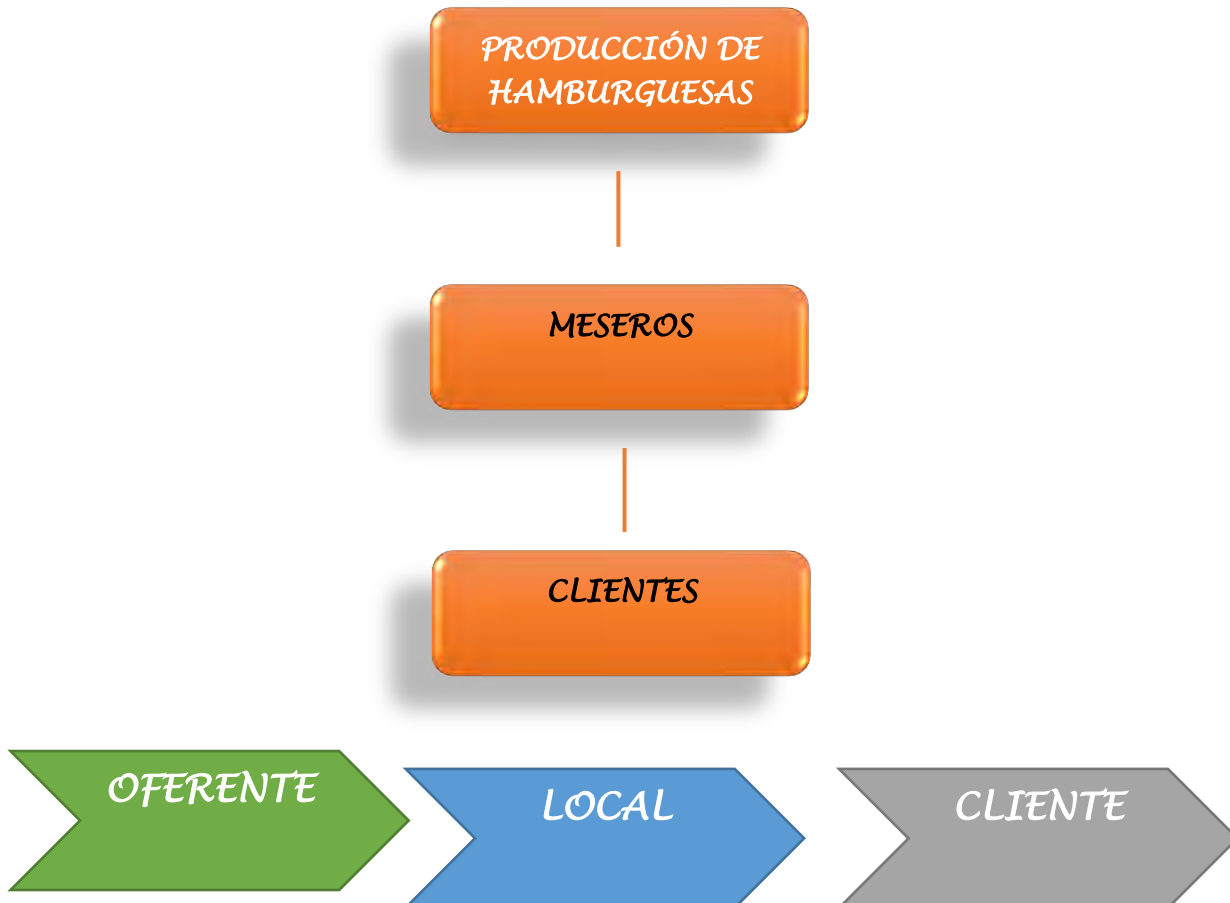 PRODUCCIÓN DE
HAMBURGUESAS
MESEROS
CLIENTES
OFERENTE
LOCAL
CLIENTE